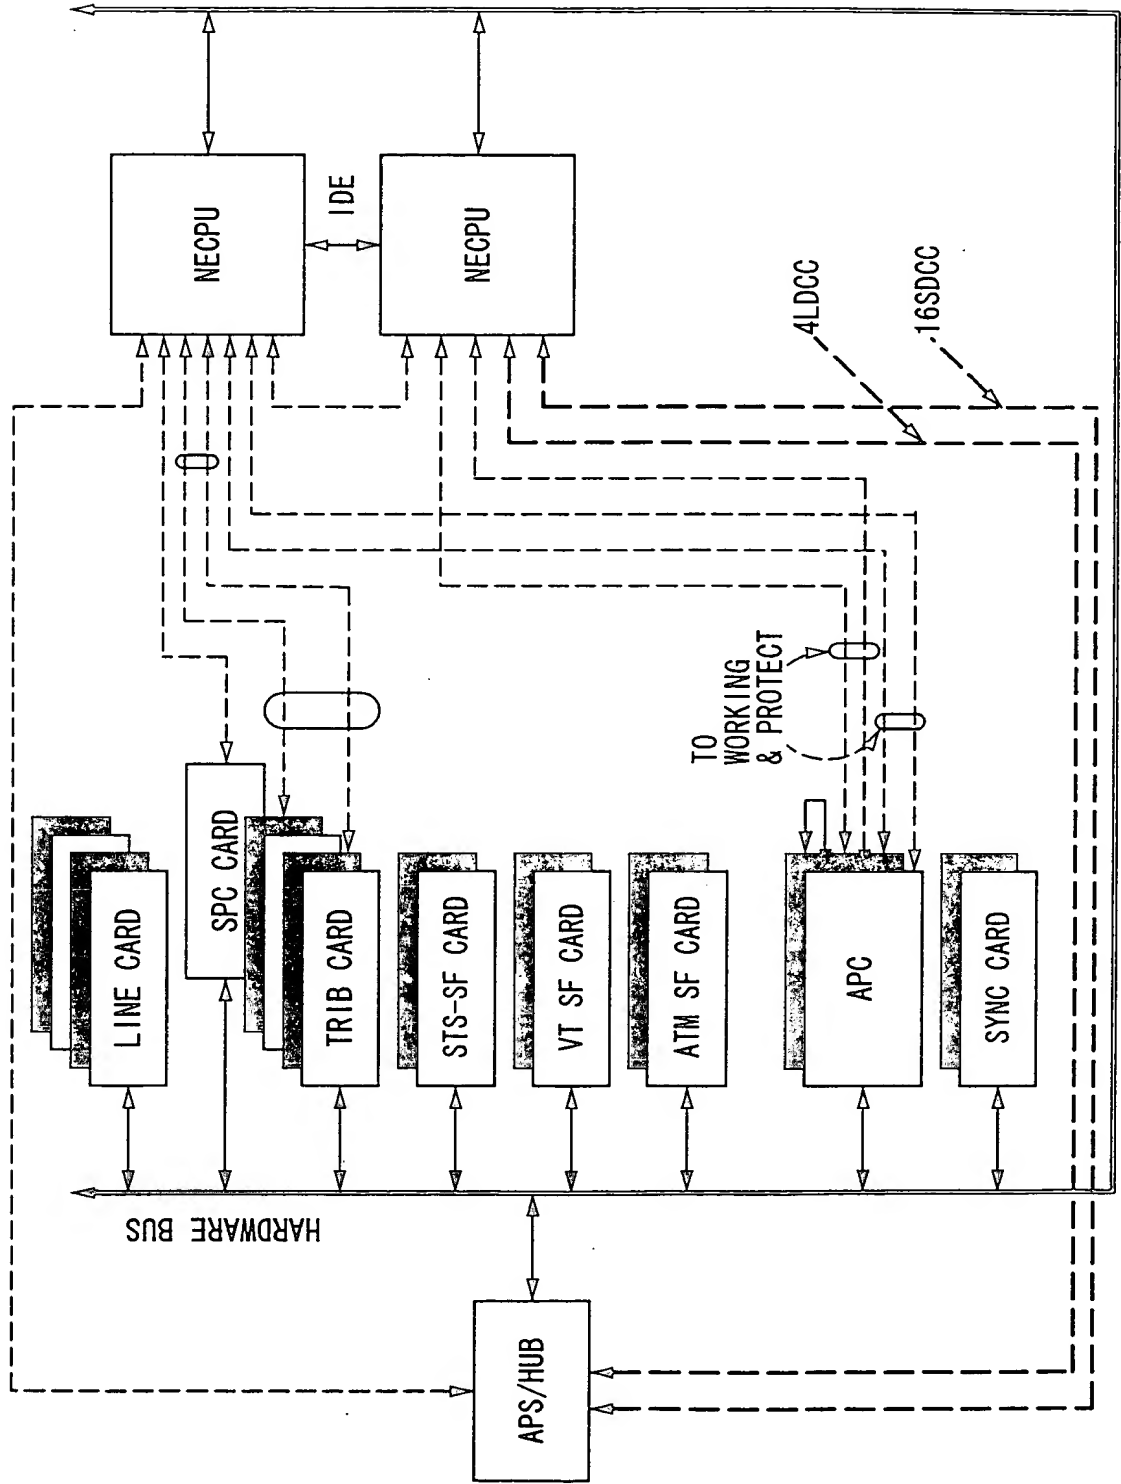 NECPU
IDE
NECPU
4LDCC
16SDCC
TO
WORKING
& PROTECT
LINE CARD
SPC CARD
TRIB CARD
STS-SF CARD
VT SF CARD
ATM SF CARD
APC
SYNC CARD
HARDWARE BUS
APS/HUB